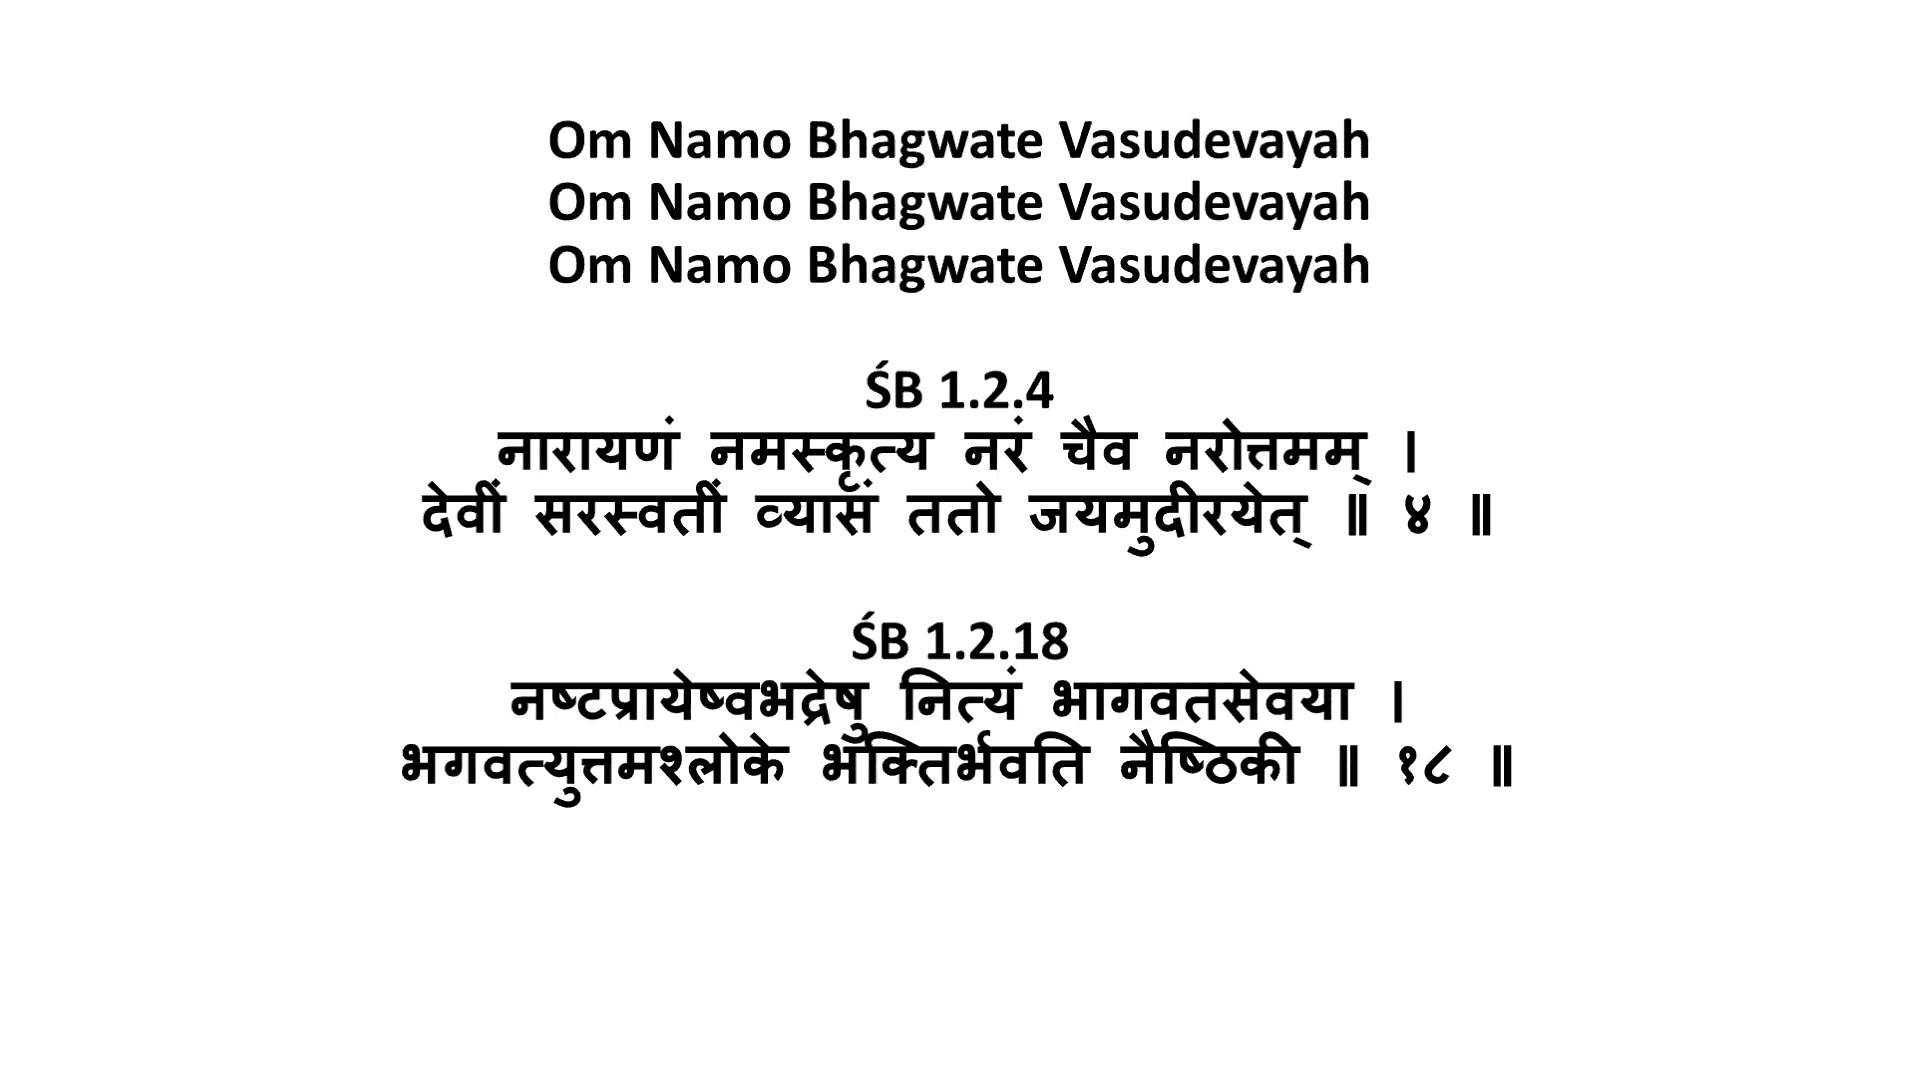 Om Namo Bhagwate Vasudevayah
Om Namo Bhagwate Vasudevayah
Om Namo Bhagwate Vasudevayah
ŚB 1.2.4
नारायणं नमस्कृत्य नरं चैव नरोत्तमम् ।
देवीं सरस्वतीं व्यासं ततो जयमुदीरयेत् ॥ ४ ॥
ŚB 1.2.18
नष्टप्रायेष्वभद्रेषु नित्यं भागवतसेवया ।
भगवत्युत्तमश्लोके भक्तिर्भवति नैष्ठिकी ॥ १८ ॥